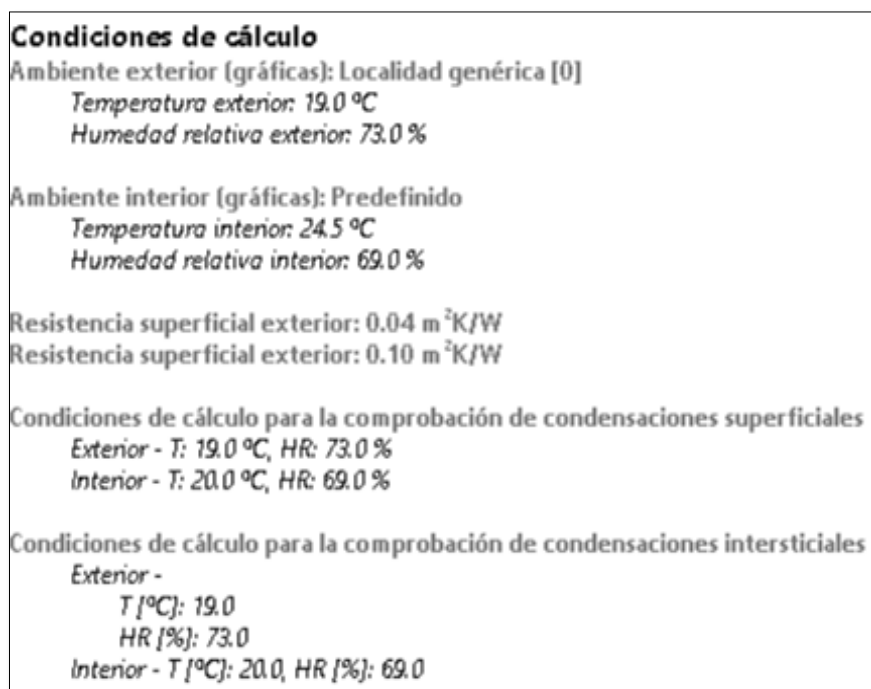 Condiciones de cálculo
Ambiente exterior (gráficas): Localidad genérica [0]
Temperatura exterior: 19.0 ºC
Humedad relativa exterior: 73.0 %
Ambiente interior (gráficas): Predefinido
Temperatura interior: 24.5 ºC
Humedad relativa interior: 69.0 %
Resistencia superficial exterior: 0.04 m²K/W
Resistencia superficial exterior: 0.10 m²K/W
Condiciones de cálculo para la comprobación de condensaciones superficiales
Exterior - T: 19.0 ºC, HR: 73.0 %
Interior - T: 20.0 ºC, HR: 69.0 %
Condiciones de cálculo para la comprobación de condensaciones intersticiales
Exterior -
T [ºC]: 19.0
HR [%]: 73.0
Interior - T [ºC]: 20.0, HR [%]: 69.0